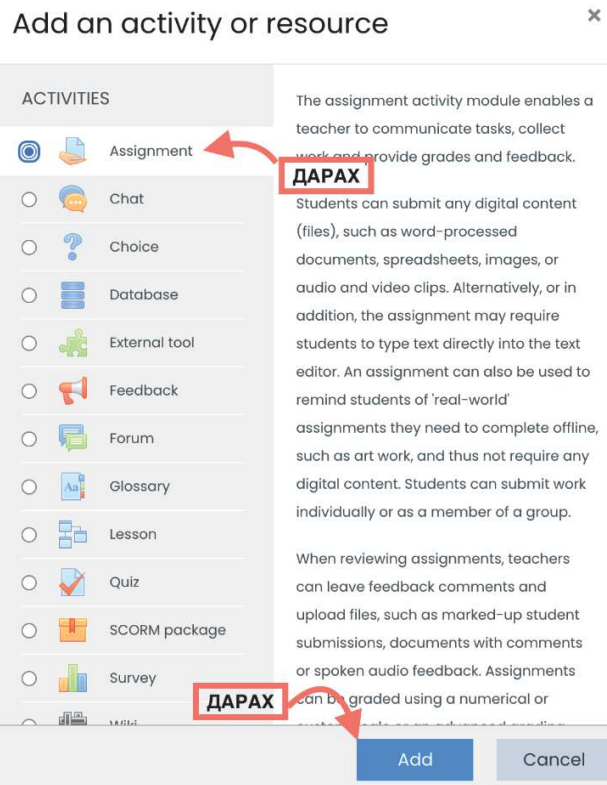 Add an activity or resource
×
ACTIVITIES
Assignment
Chat
Choice
Database
External tool
Feedback
Forum
Glossary
Lesson
Quiz
SCORM package
Survey
Wiki
The assignment activity module enables a
teacher to communicate tasks, collect
work and provide grades and feedback.
ДАРАХ
Students can submit any digital content
(files), such as word-processed
documents, spreadsheets, images, or
audio and video clips. Alternatively, or in
addition, the assignment may require
students to type text directly into the text
editor. An assignment can also be used to
remind students of 'real-world'
assignments they need to complete offline,
such as art work, and thus not require any
digital content. Students can submit work
individually or as a member of a group.
When reviewing assignments, teachers
can leave feedback comments and
upload files, such as marked-up student
submissions, documents with comments
or spoken audio feedback. Assignments
can be graded using a numerical or
ДАРАХ
Add
Cancel